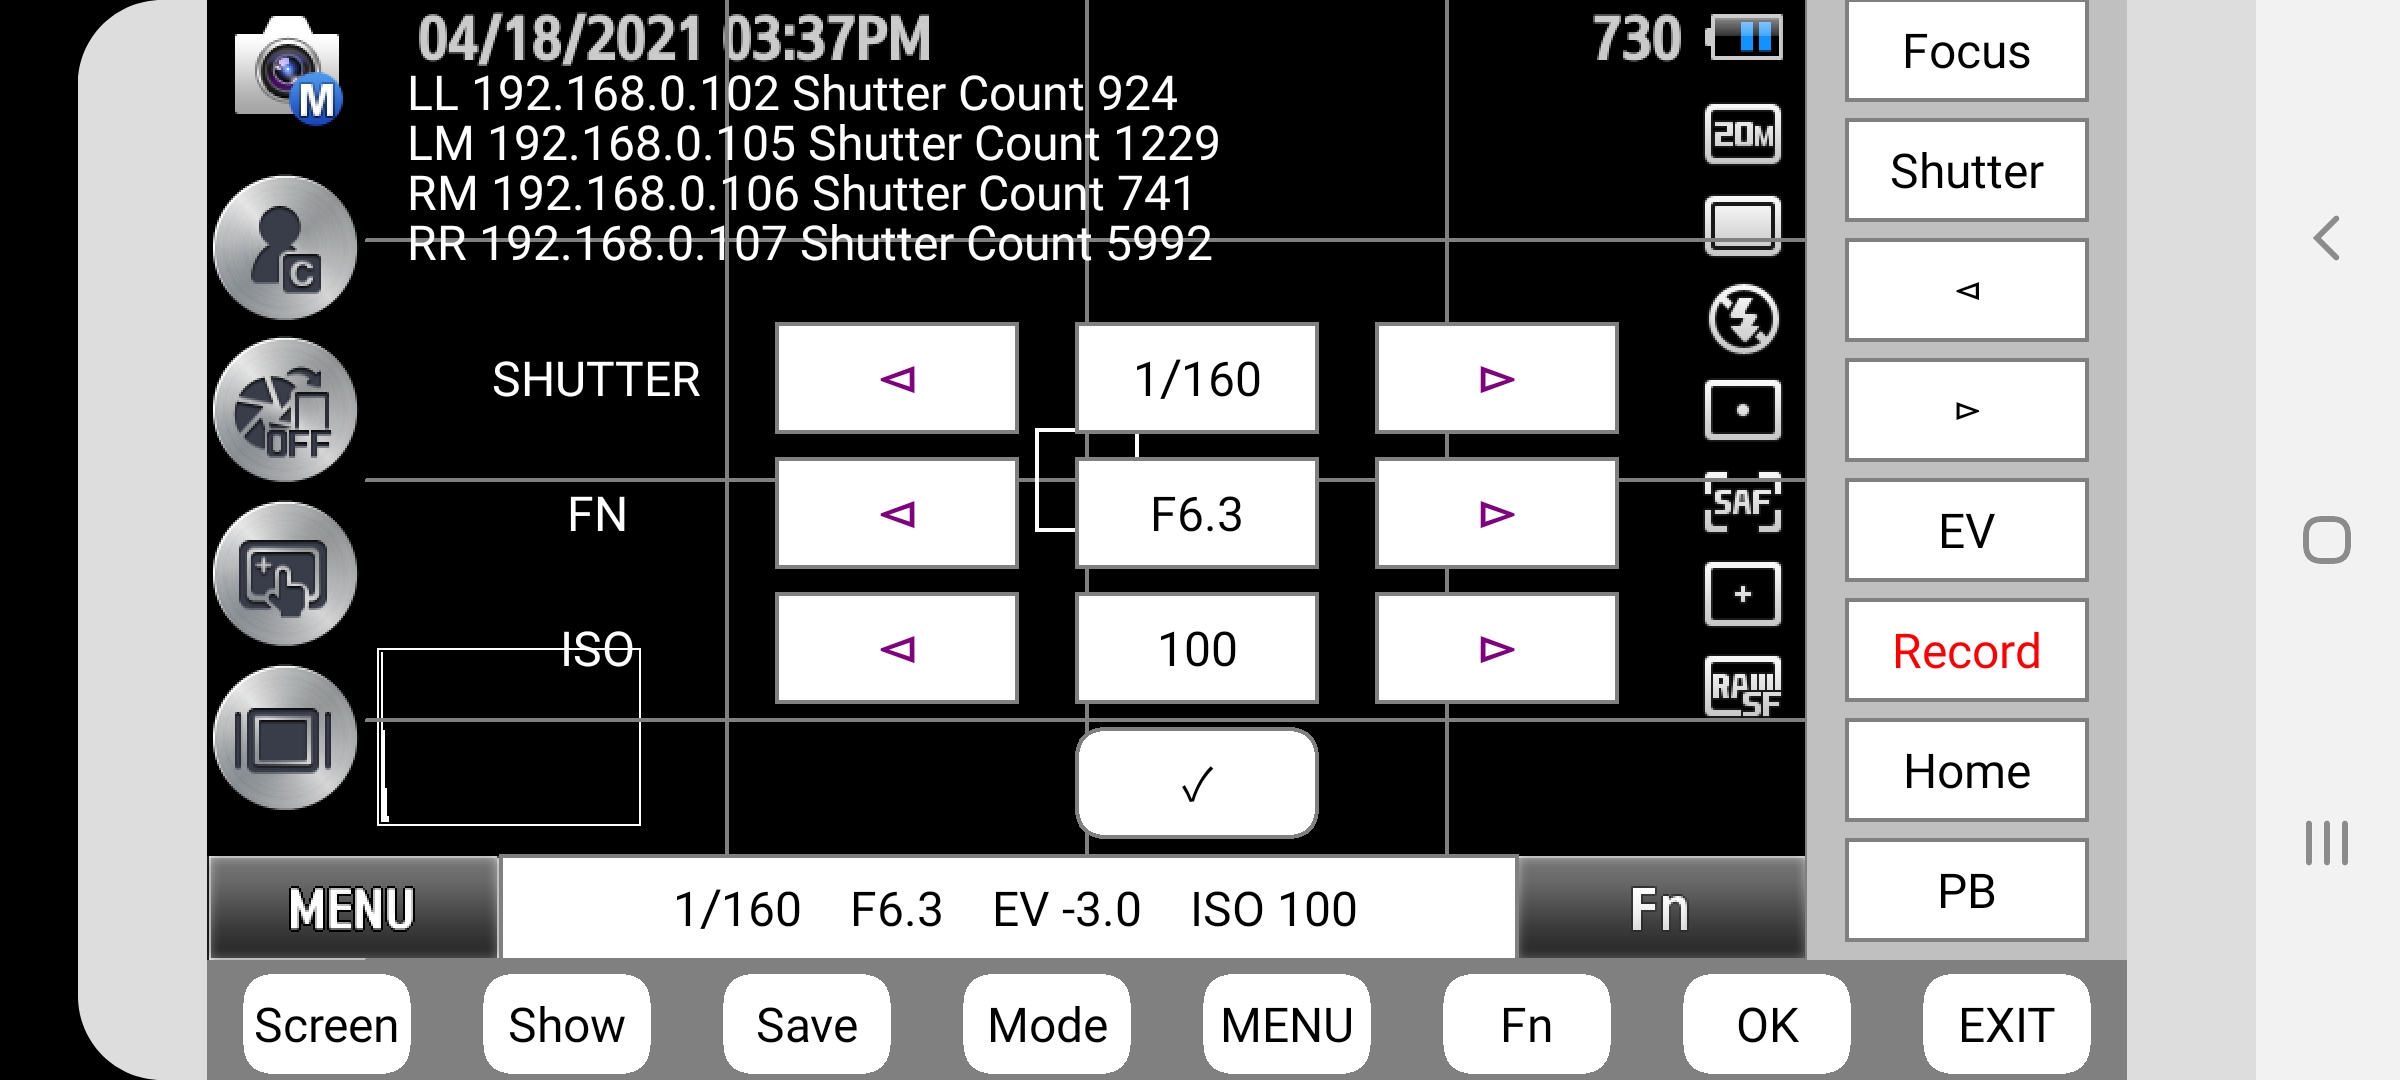 04/18/2021 03:37PM
730
M
LL 192.168.0.102 Shutter Count 924
LM 192.168.0.105 Shutter Count 1229
RM 192.168.0.106 Shutter Count 741
RR 192.168.0.107 Shutter Count 5992
20M
C
OFF
SHUTTER
1/160
FN
F6.3
ISO
100
✓
SAF
RAW
SF
MENU
1/160 F6.3 EV -3.0 ISO 100
Fn
Focus
Shutter
EV
Record
Home
PB
Screen
Show
Save
Mode
MENU
Fn
OK
EXIT